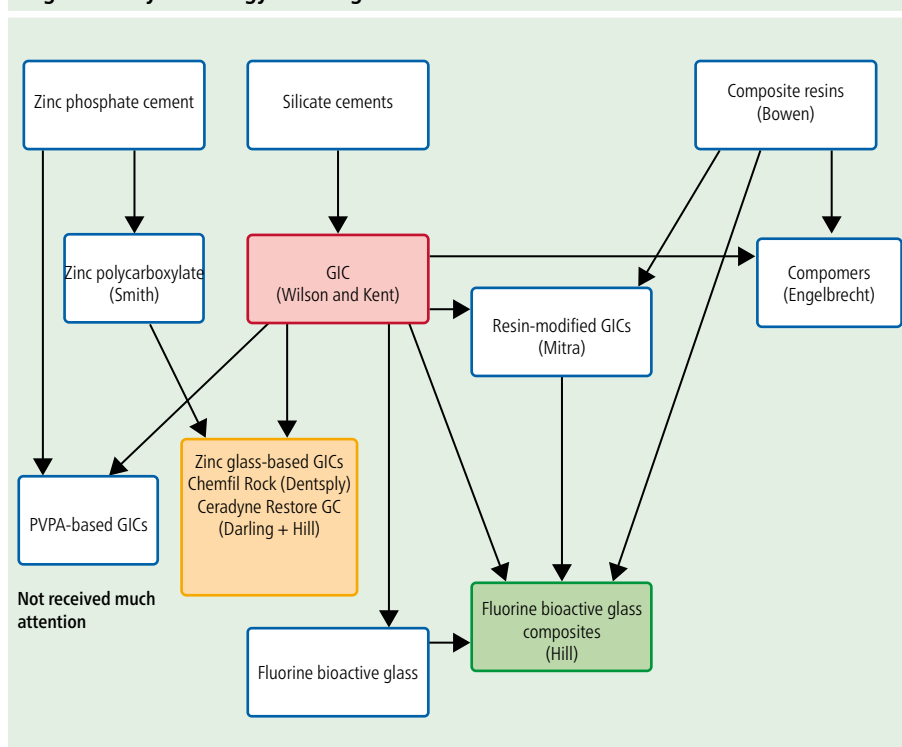 Zinc phosphate cement
Silicate cements
Composite resins
(Bowen)
Zinc polycarboxylate
(Smith)
GIC
(Wilson and Kent)
Compomers
(Engelbrecht)
Resin-modified GICs
(Mitra)
Zinc glass-based GICs
Chemfil Rock (Dentsply)
Ceradyne Restore GC
(Darling + Hill)
PVPA-based GICs
Not received much
attention
Fluorine bioactive glass
composites
(Hill)
Fluorine bioactive glass